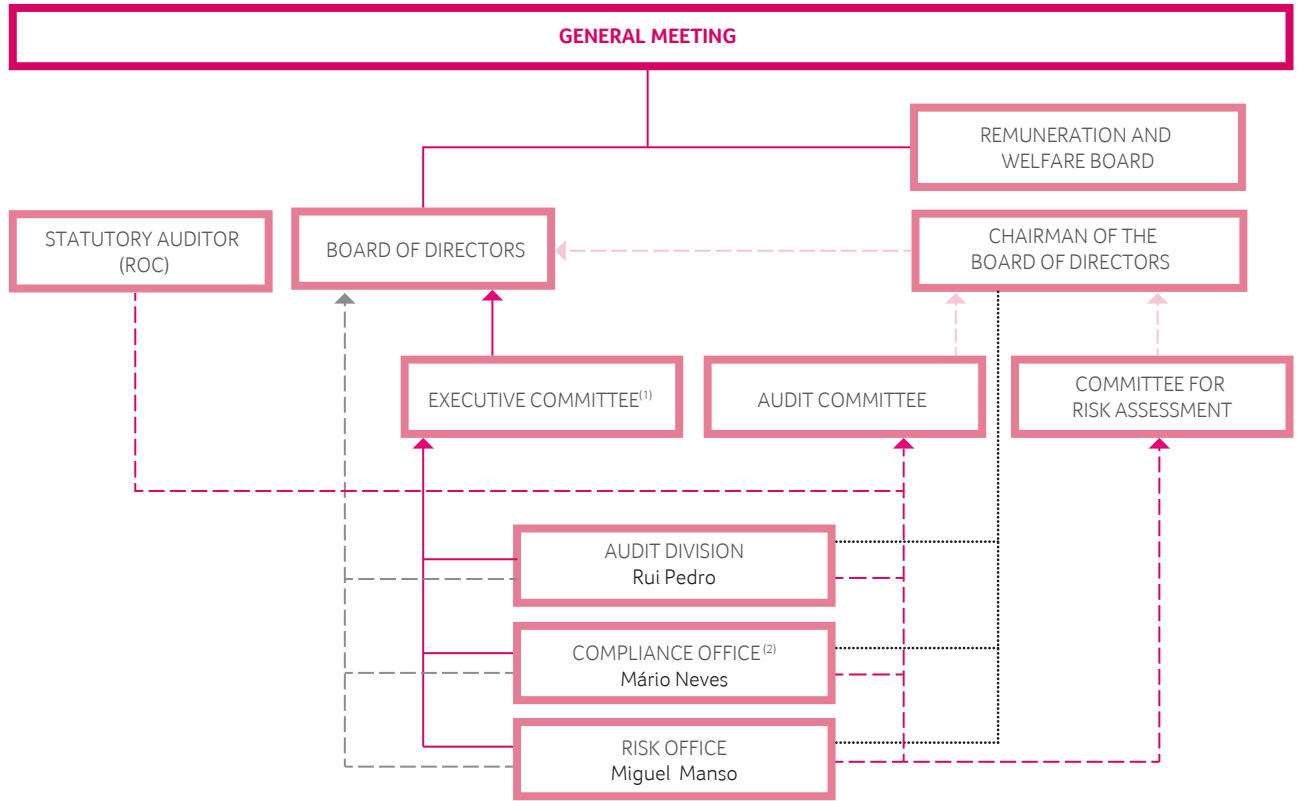 GENERAL MEETING
REMUNERATION AND
WELFARE BOARD
STATUTORY AUDITOR
(ROC)
BOARD OF DIRECTORS
CHAIRMAN OF THE
BOARD OF DIRECTORS
EXECUTIVE COMMITTEE(1)
AUDIT COMMITTEE
COMMITTEE FOR
RISK ASSESSMENT
AUDIT DIVISION
Rui Pedro
COMPLIANCE OFFICE(2)
Mário Neves
RISK OFFICE
Miguel Manso